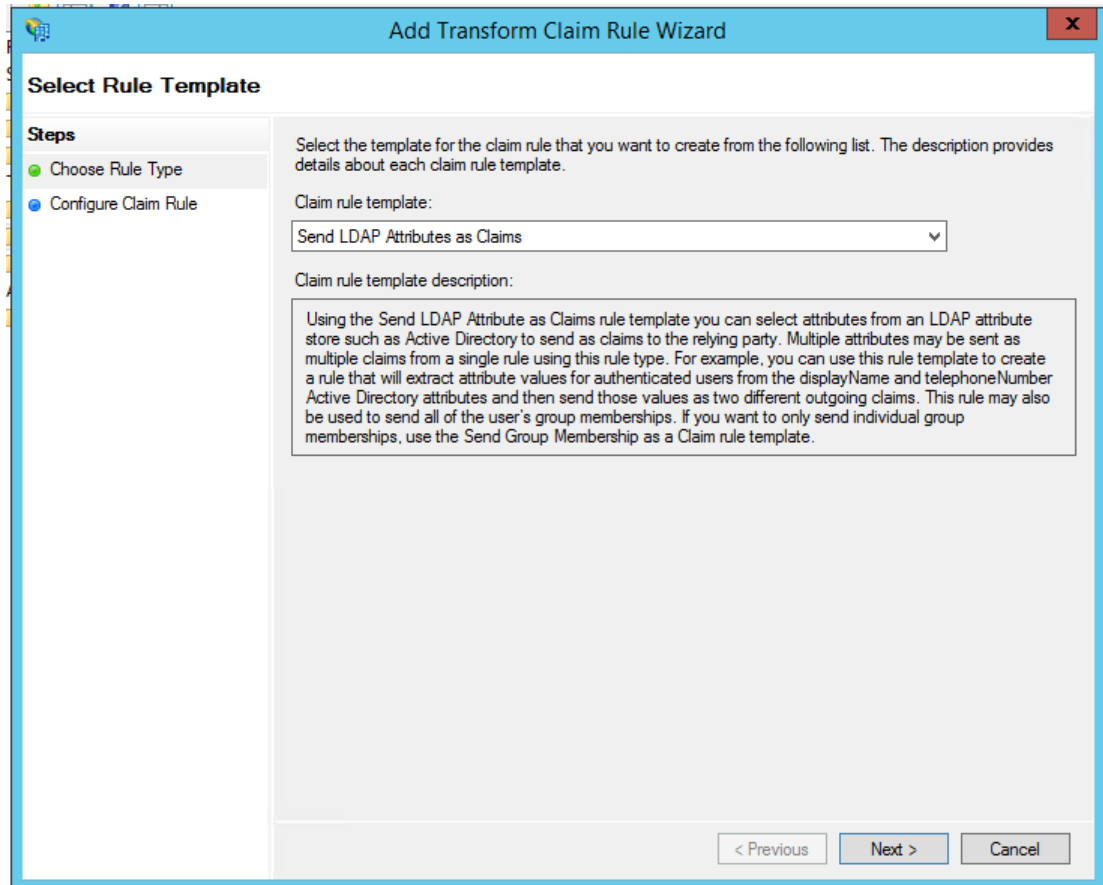 Add Transform Claim Rule Wizard
x
Select Rule Template
Steps
Choose Rule Type
Configure Claim Rule
Select the template for the claim rule that you want to create from the following list. The description provides
details about each claim rule template.
Claim rule template:
Send LDAP Attributes as Claims
Claim rule template description:
Using the Send LDAP Attribute as Claims rule template you can select attributes from an LDAP attribute
store such as Active Directory to send as claims to the relying party. Multiple attributes may be sent as
multiple claims from a single rule using this rule type. For example, you can use this rule template to create
a rule that will extract attribute values for authenticated users from the displayName and telephoneNumber
Active Directory attributes and then send those values as two different outgoing claims. This rule may also
be used to send all of the user's group memberships. If you want to only send individual group
memberships, use the Send Group Membership as a Claim rule template.
< Previous
Next >
Cancel